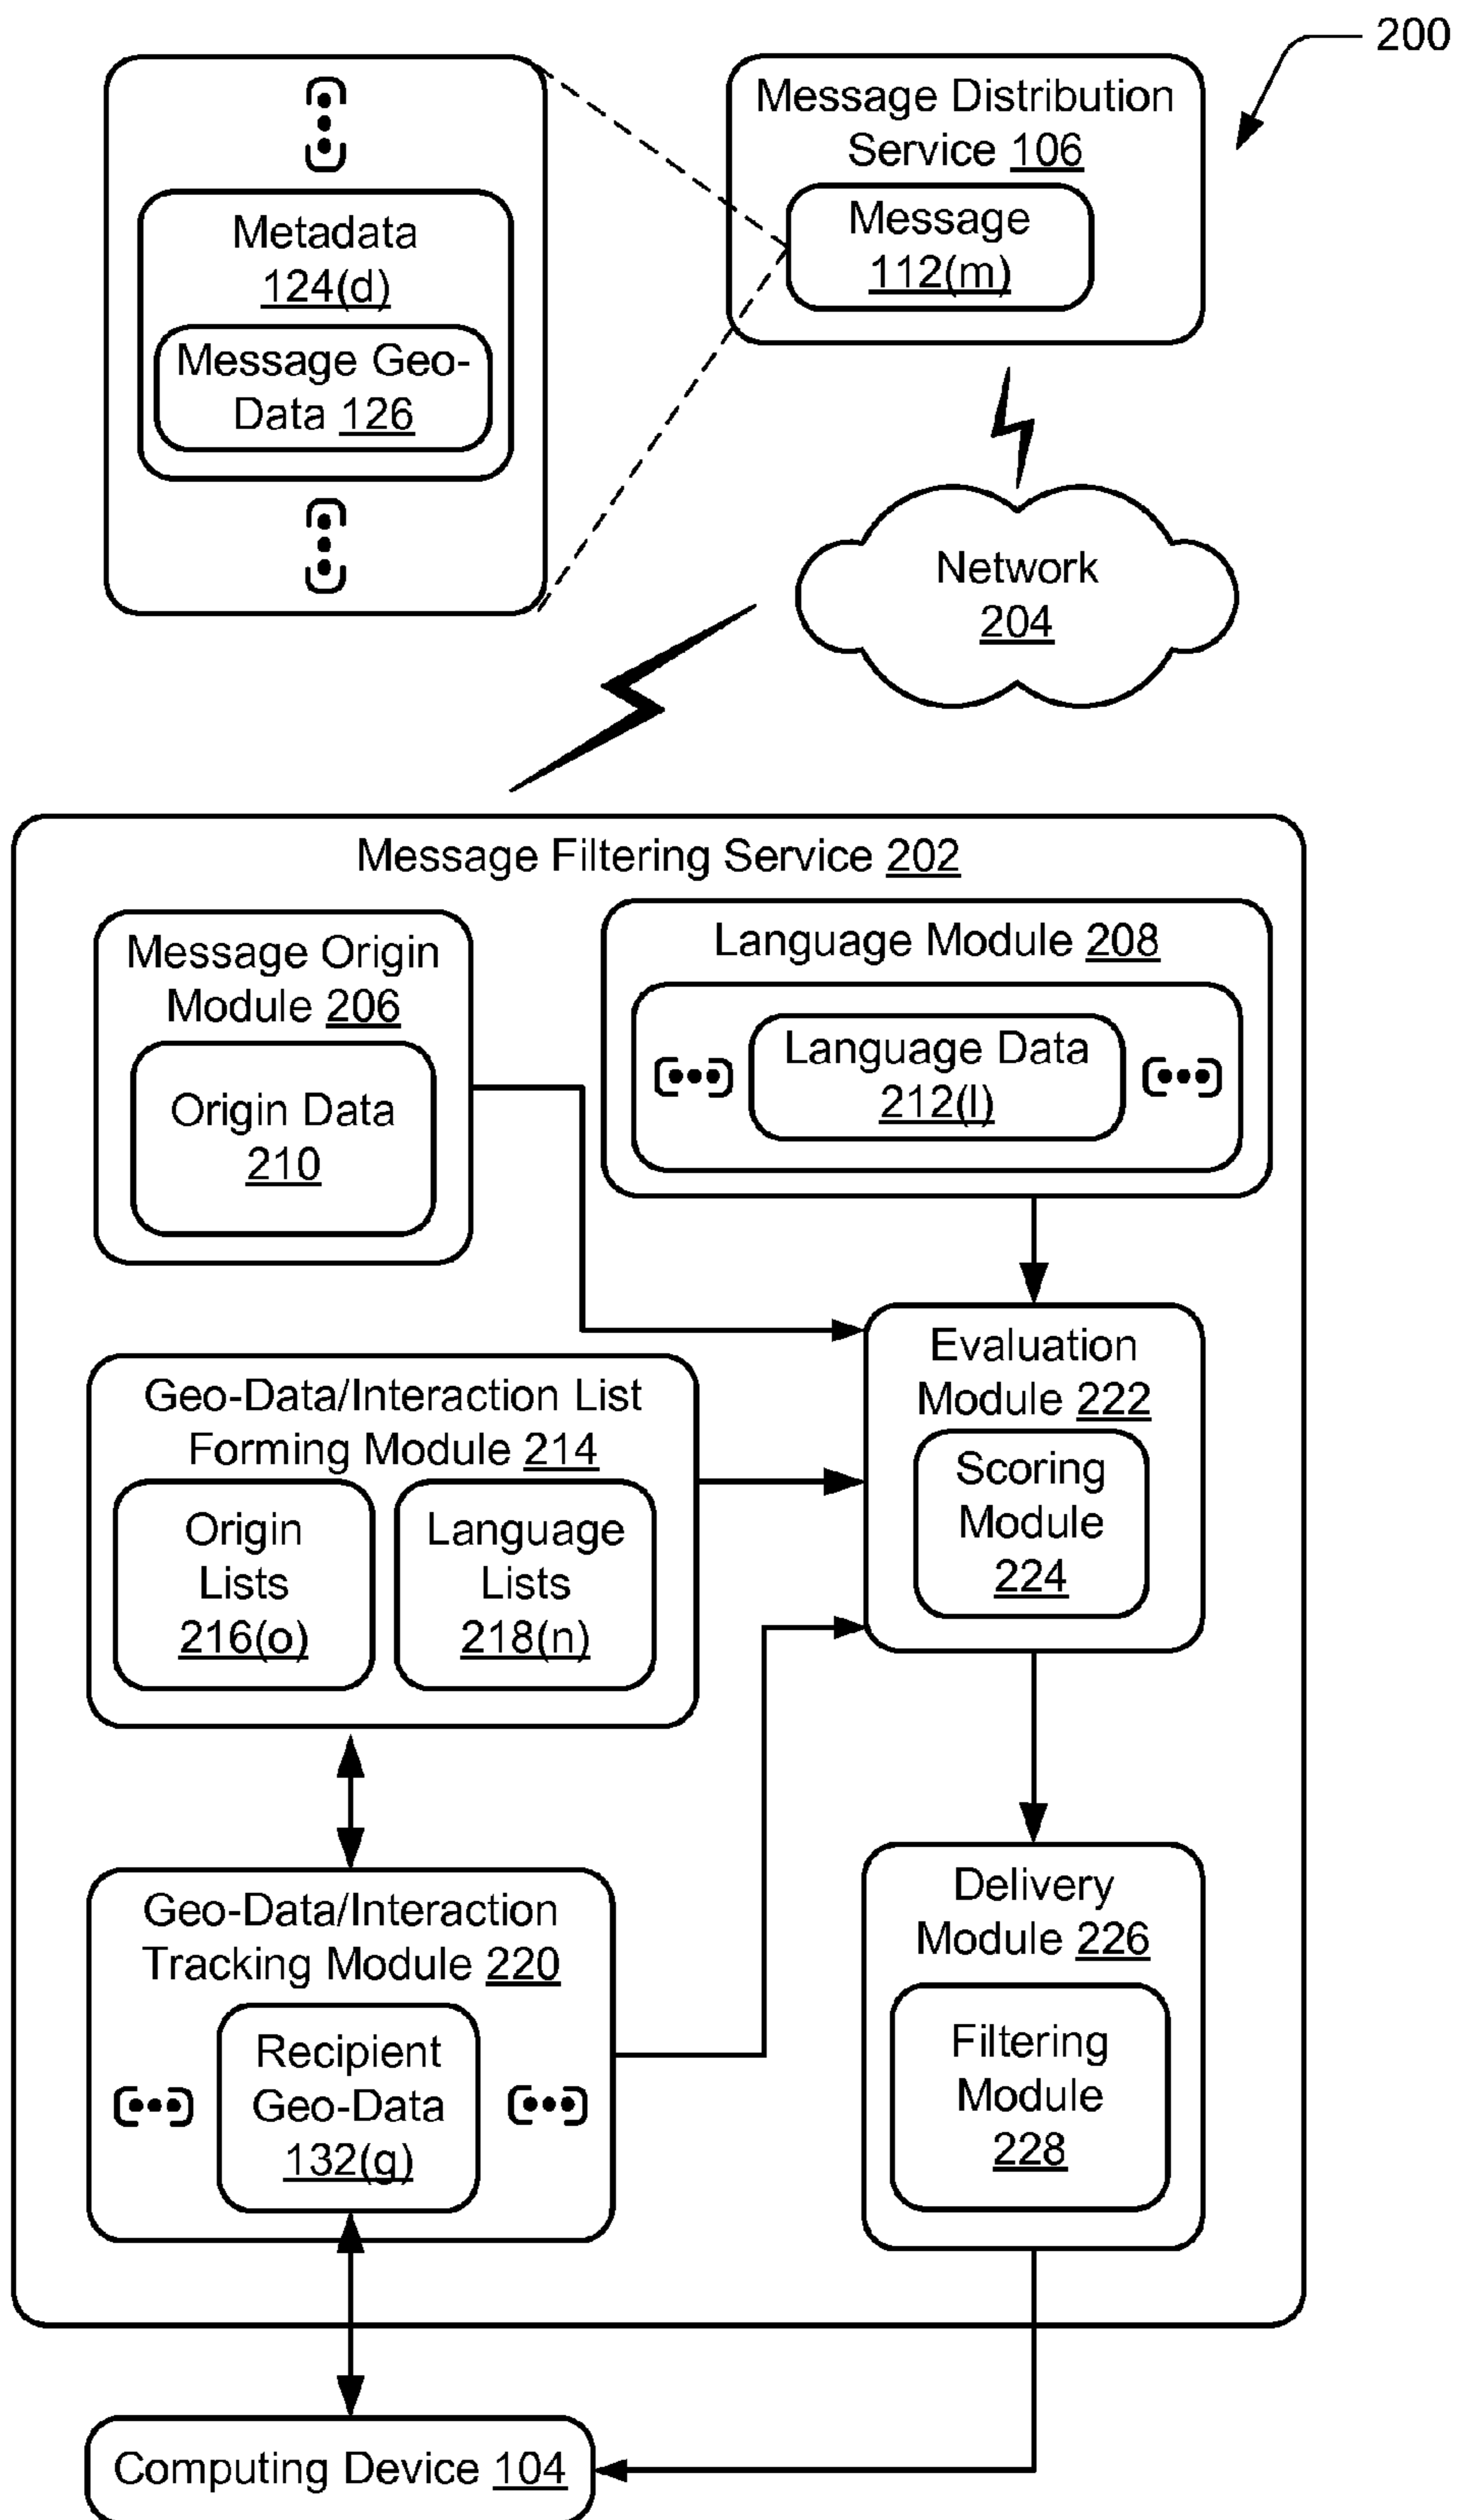 200
Message Distribution
Service 106
Message
112(m)
Metadata
124(d)
Message Geo-
Data 126
Network
204
Message Filtering Service 202
Message Origin
Module 206
Origin Data
210
Language Module 208
Language Data
212(l)
Evaluation
Module 222
Scoring
Module
224
Geo-Data/Interaction List
Forming Module 214
Origin
Lists
216(o)
Language
Lists
218(n)
Geo-Data/Interaction
Tracking Module 220
Recipient
Geo-Data
132(g)
Delivery
Module 226
Filtering
Module
228
Computing Device 104